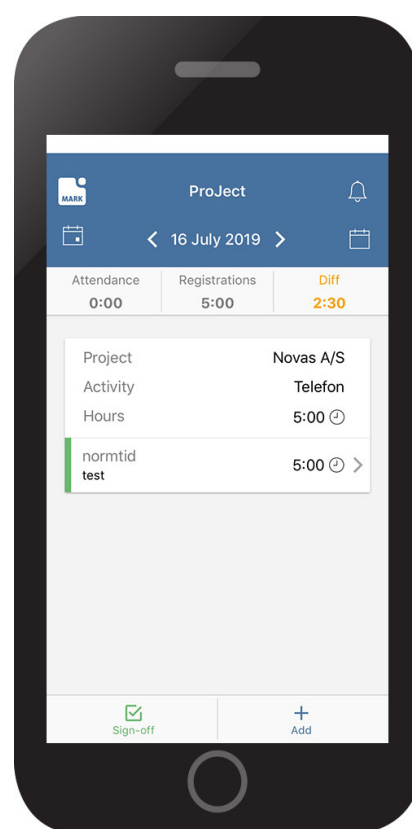 MARK
ProJect
16 July 2019
Attendance Registrations Diff
0:00 5:00 2:30
Project Novas A/S
Activity Telefon
Hours 5:00
normtid 5:00
test
Sign-off Add